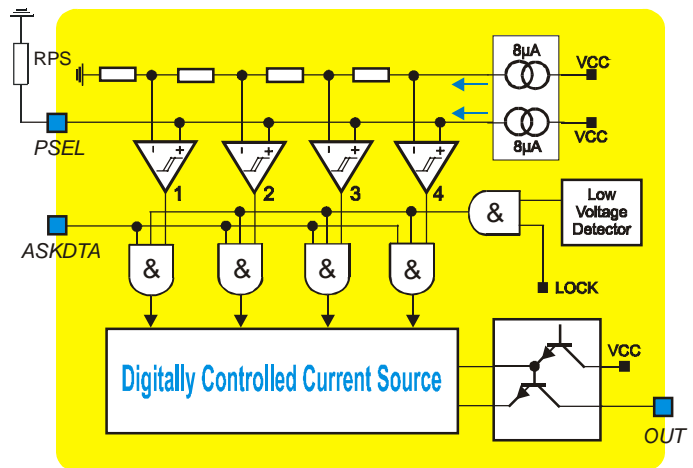 RPS
8µA
VCC
- + - + - + - +
VCC
8µA
PSEL
1 2 3 4
&
Low
Voltage
Detector
ASKDTA
& & & &
LOCK
Digitally Controlled Current Source
VCC
OUT